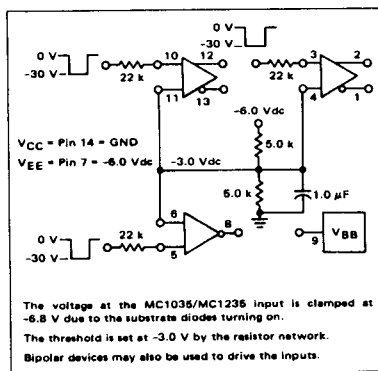 0 V
-30 V
22 k
10
12
11
13
0 V
-30 V
22 k
3
2
4
1
-6.0 Vdc
5.0 k
VCC = Pin 14 = GND
VEE = Pin 7 = -6.0 Vdc
-3.0 Vdc
5.0 k
1.0 µF
0 V
-30 V
22 k
6
5
8
9
VBB
The voltage at the MC1035/MC1235 input is clamped at
-6.8 V due to the substrate diodes turning on.
The threshold is set at -3.0 V by the resistor network.
Bipolar devices may also be used to drive the inputs.